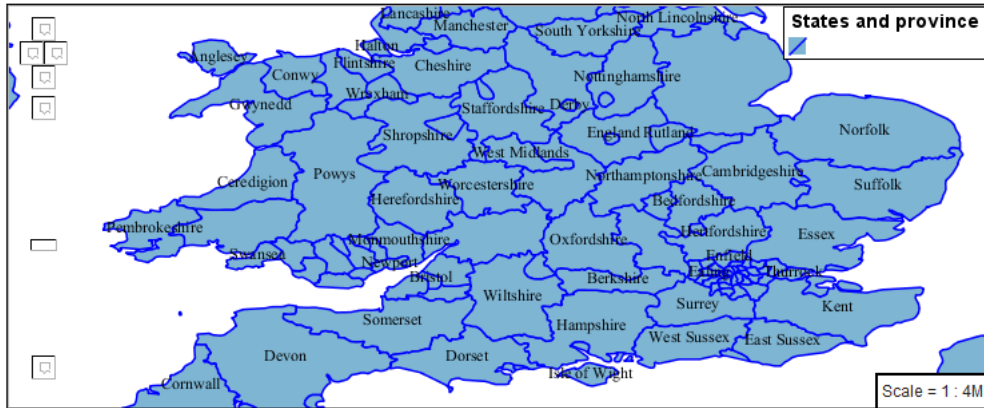 Lancashire
North Lincolnshire
Manchester
South Yorkshire
States and province
Halton
Anglesey
Flintshire
Cheshire
Conwy
Nottinghamshire
Wrexham
Gwynedd
Staffordshire
Derby
Shropshire
England
Rutland
Norfolk
West Midlands
Powys
Cambridgeshire
Ceredigion
Worcestershire
Northamptonshire
Suffolk
Herefordshire
Bedfordshire
Pembrokeshire
Hertfordshire
Essex
Monmouthshire
Oxfordshire
Swansea
Newport
Enfield
Bristol
Berkshire
Thurrock
Wiltshire
Surrey
Kent
Somerset
Hampshire
West Sussex
East Sussex
Devon
Dorset
Isle of Wight
Cornwall
Scale = 1 : 4M